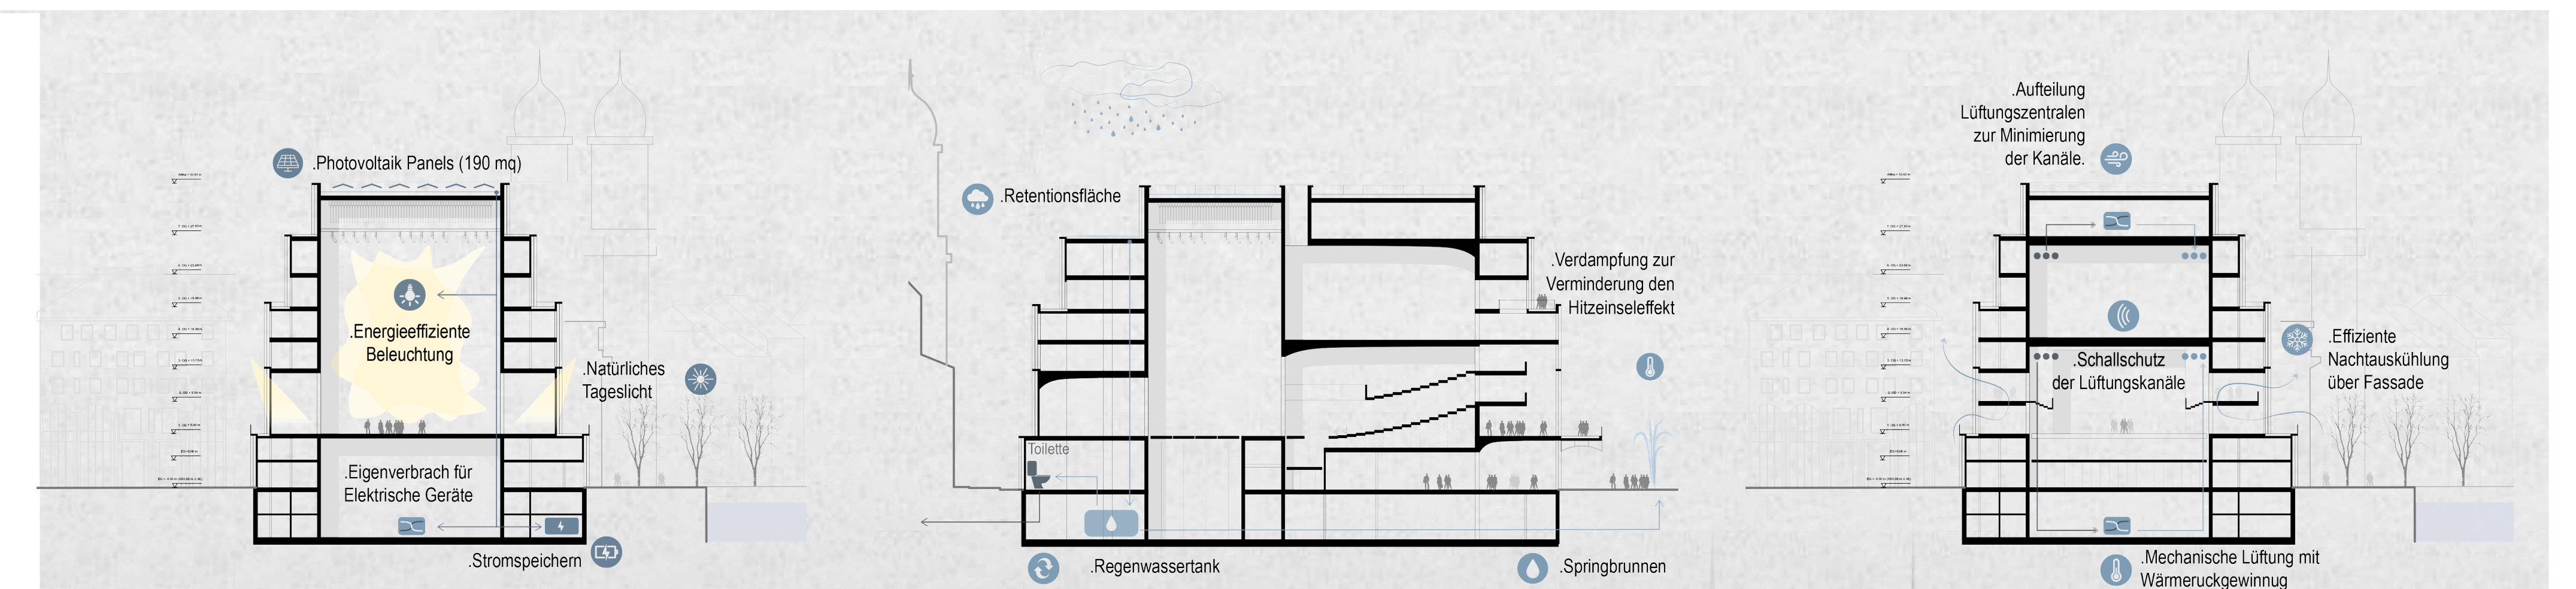 .Photovoltaik Panels (190 mq)
.Energieeffiziente
Beleuchtung
.Natürliches
Tageslicht
.Eigenverbrach für
Elektrische Geräte
.Stromspeichern
.Retentionsfläche
.Verdampfung zur
Verminderung den
Hitzeinseleffekt
Toilette
.Regenwassertank
.Springbrunnen
.Aufteilung
Lüftungszentralen
zur Minimierung
der Kanäle.
.Effiziente
Nachtauskühlung
über Fassade
.Schallschutz
der Lüftungskanäle
.Mechanische Lüftung mit
Wärmeruckgewinnug